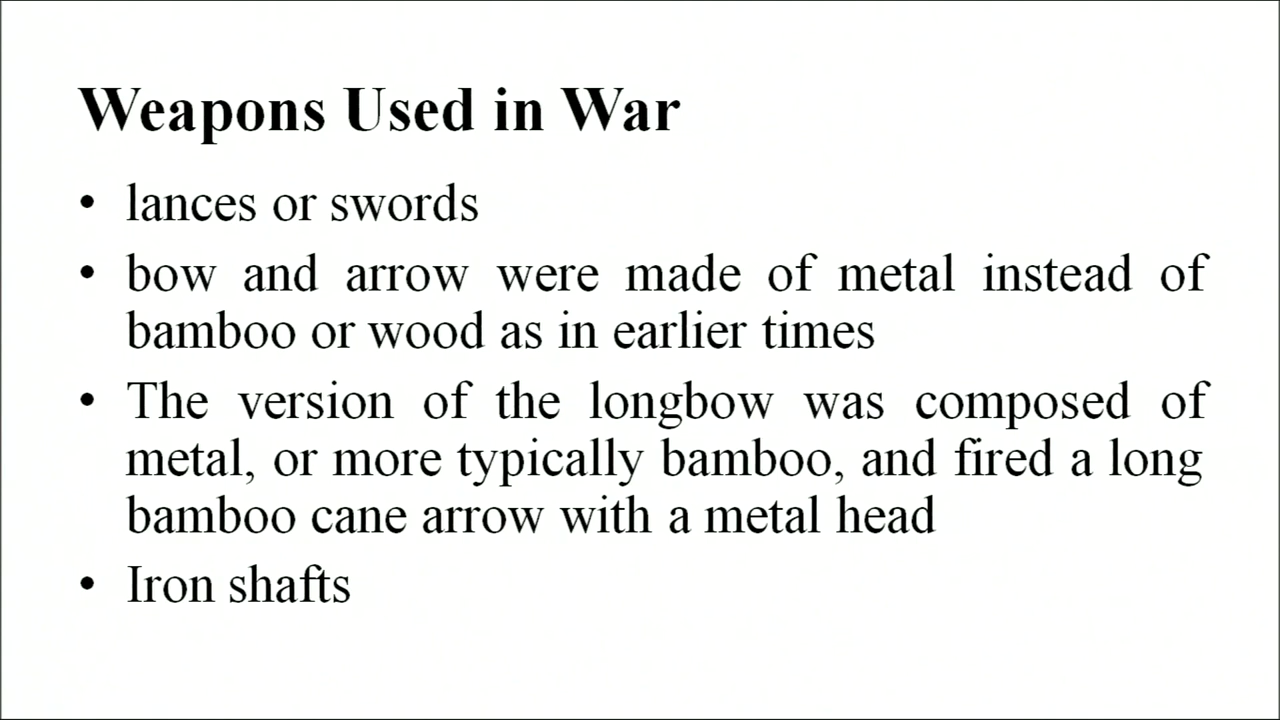 Weapons Used in War
• lances or swords
• bow and arrow were made of metal instead of
bamboo or wood as in earlier times
• The version of the longbow was composed of
metal, or more typically bamboo, and fired a long
bamboo cane arrow with a metal head
• Iron shafts